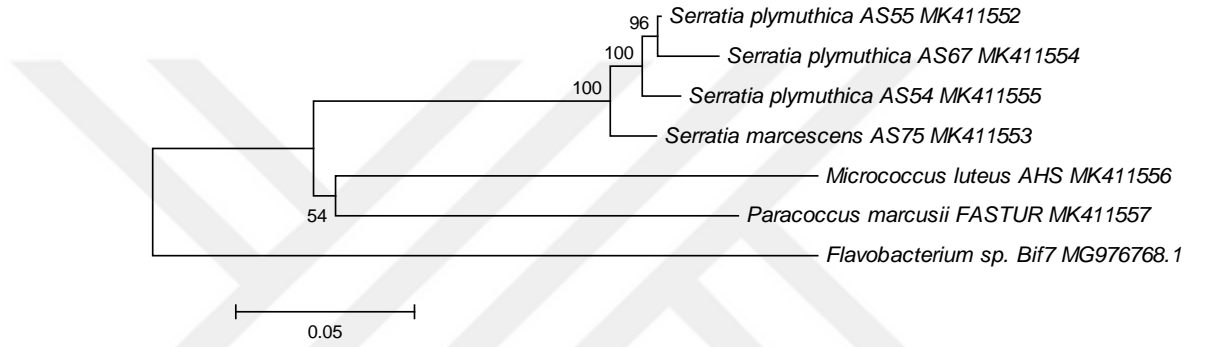 Serratia plymuthica AS55 MK411552
96
Serratia plymuthica AS67 MK411554
100
Serratia plymuthica AS54 MK411555
100
Serratia marcescens AS75 MK411553
Micrococcus luteus AHS MK411556
Paracoccus marcusii FASTUR MK411557
54
Flavobacterium sp. Bif7 MG976768.1
0.05